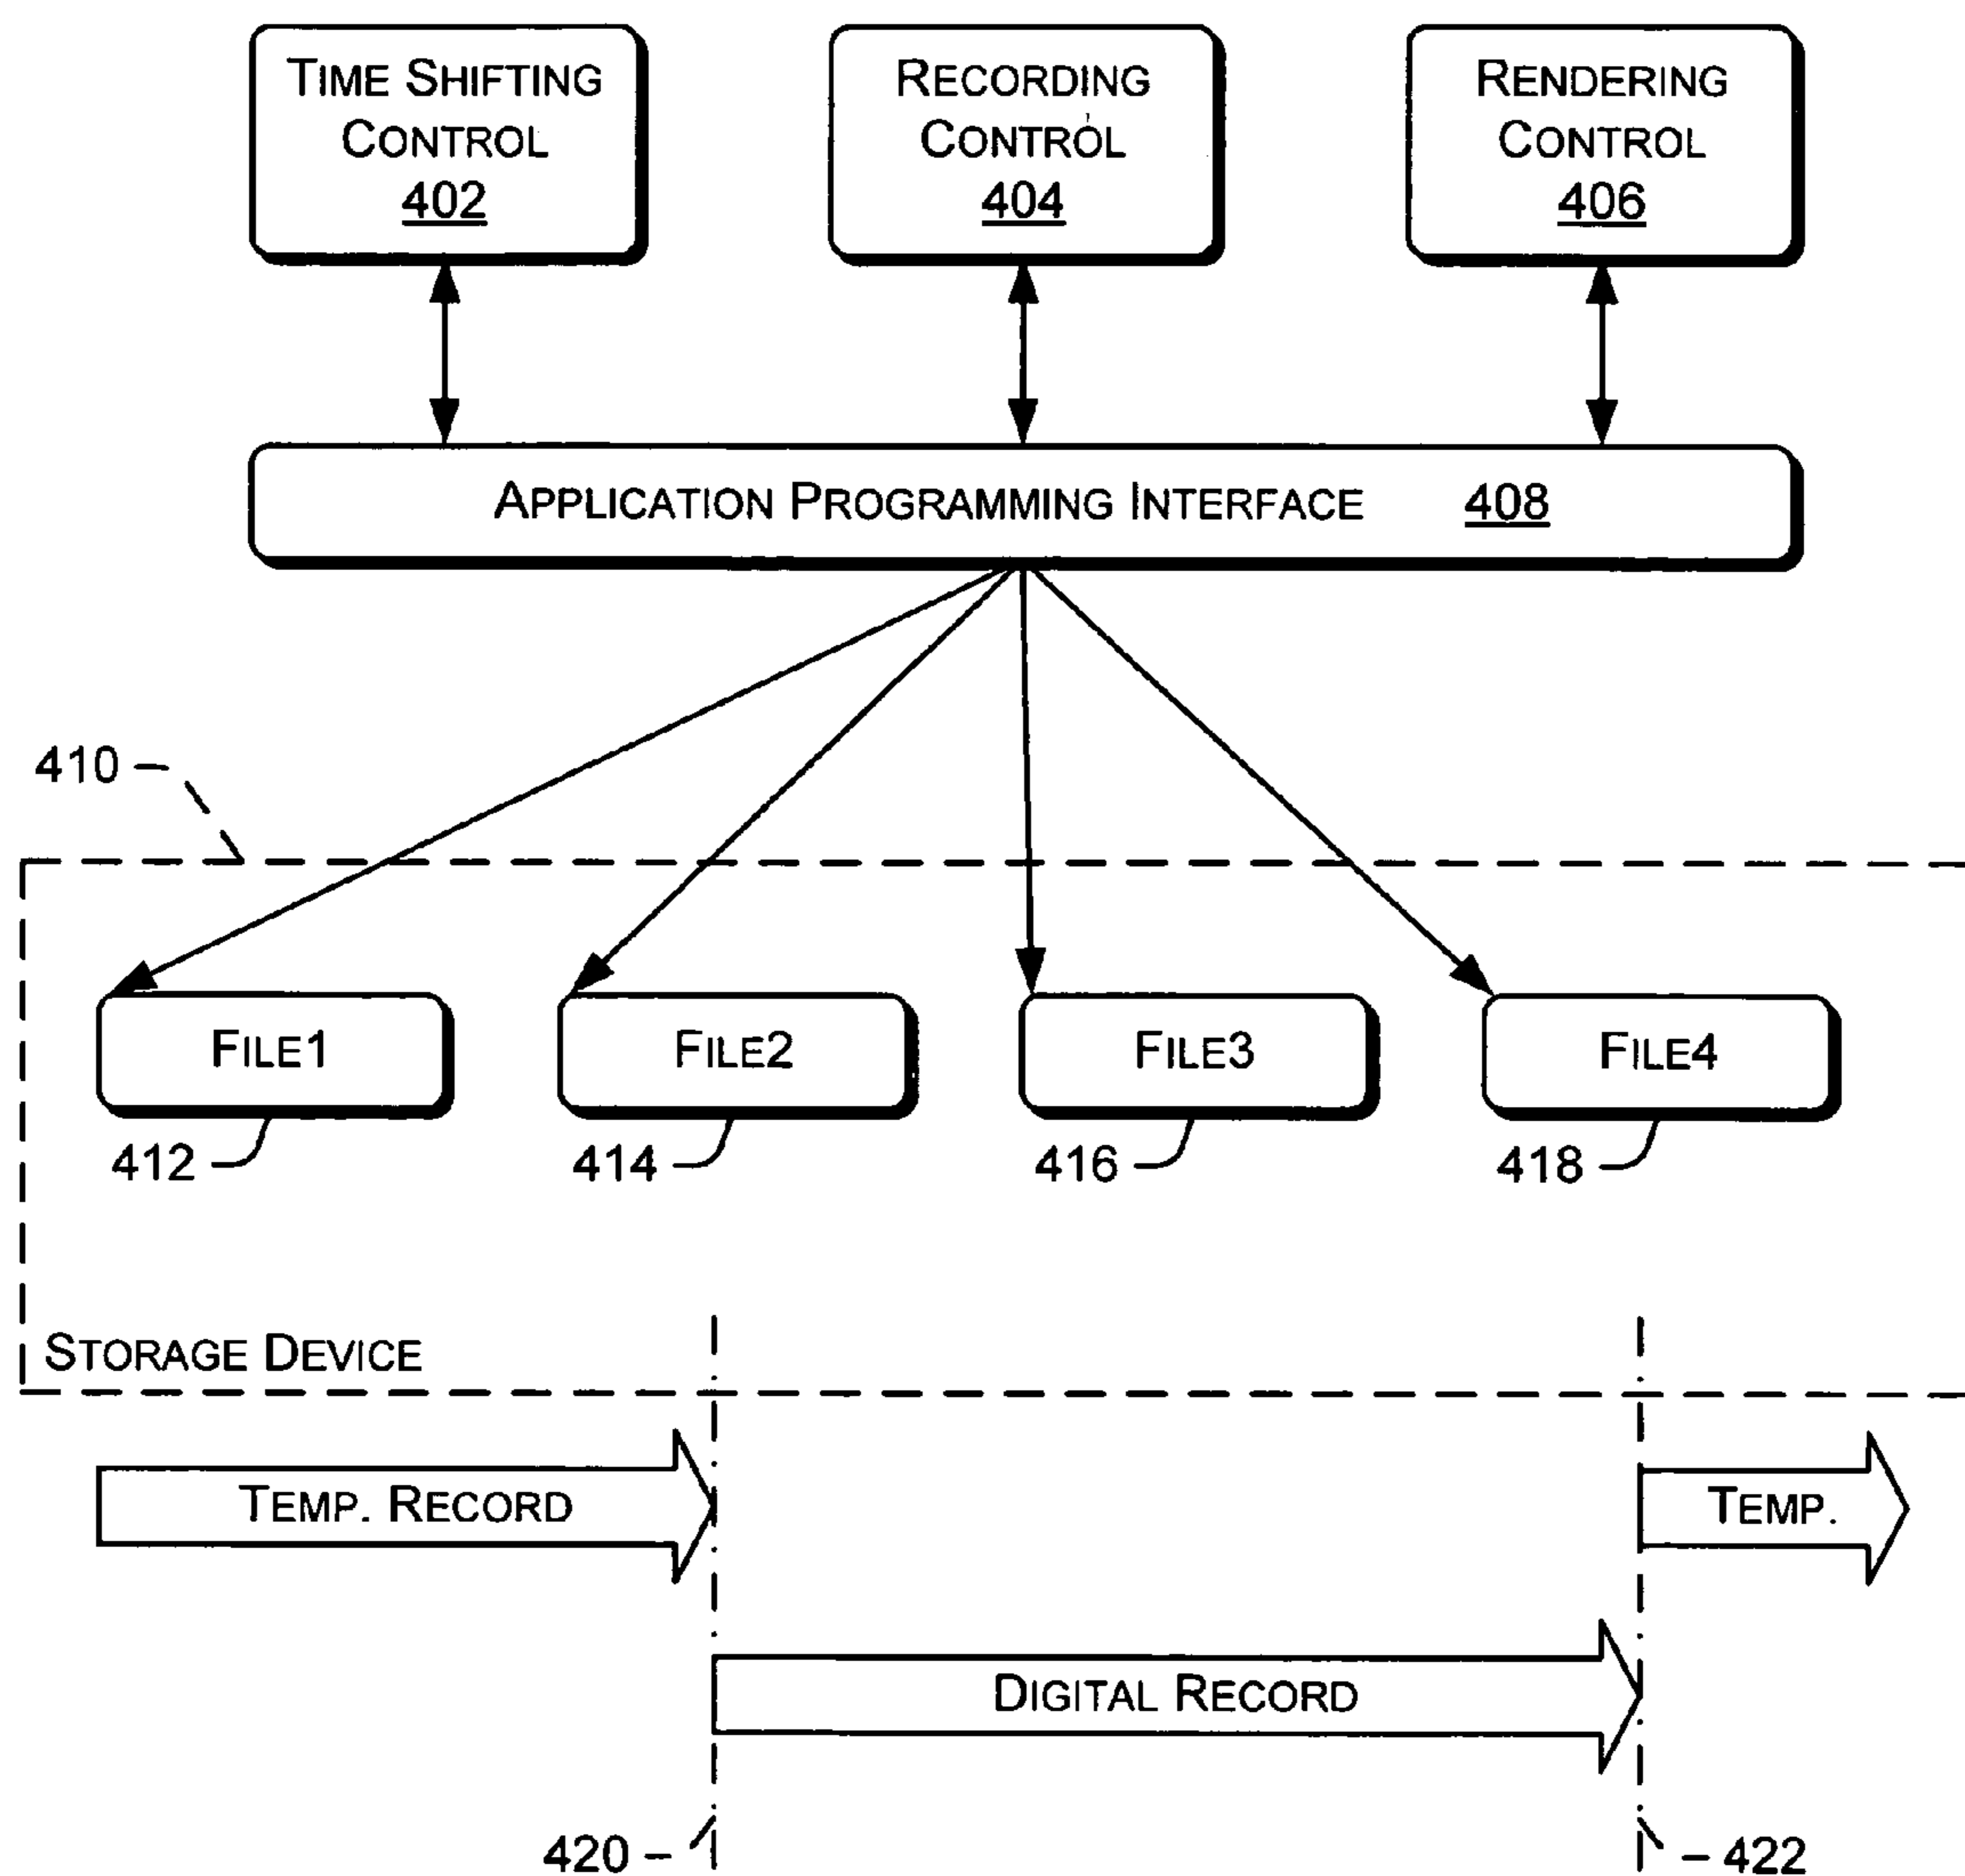 TIME SHIFTING
CONTROL
402
RECORDING
CONTROL
404
RENDERING
CONTROL
406
APPLICATION PROGRAMMING INTERFACE 408
410
FILE1
FILE2
FILE3
FILE4
412
414
416
418
STORAGE DEVICE
TEMP. RECORD
TEMP.
DIGITAL RECORD
420
422